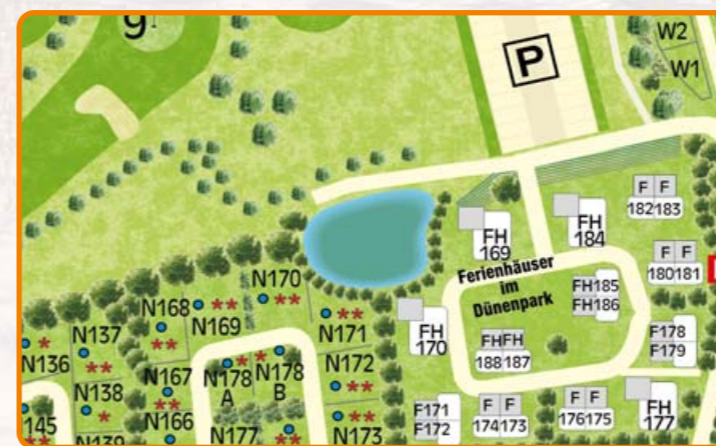 g
P
W2
W1
F F
182 183
FH
169
FH
184
F F
180 181
Ferienhäuser
im
Dünenpark
FH185
FH186
FH
170
FH FH
188 187
F178
F179
F171
F172
F F
174 173
F F
176 175
FH
177
N170
N168
**
**
N169
**
**
N171
N137
*
N136
**
N172
**
N138
*
N167
**
N166
N178
A
*
*
N178
B
145
N139
N177
**
N173
**